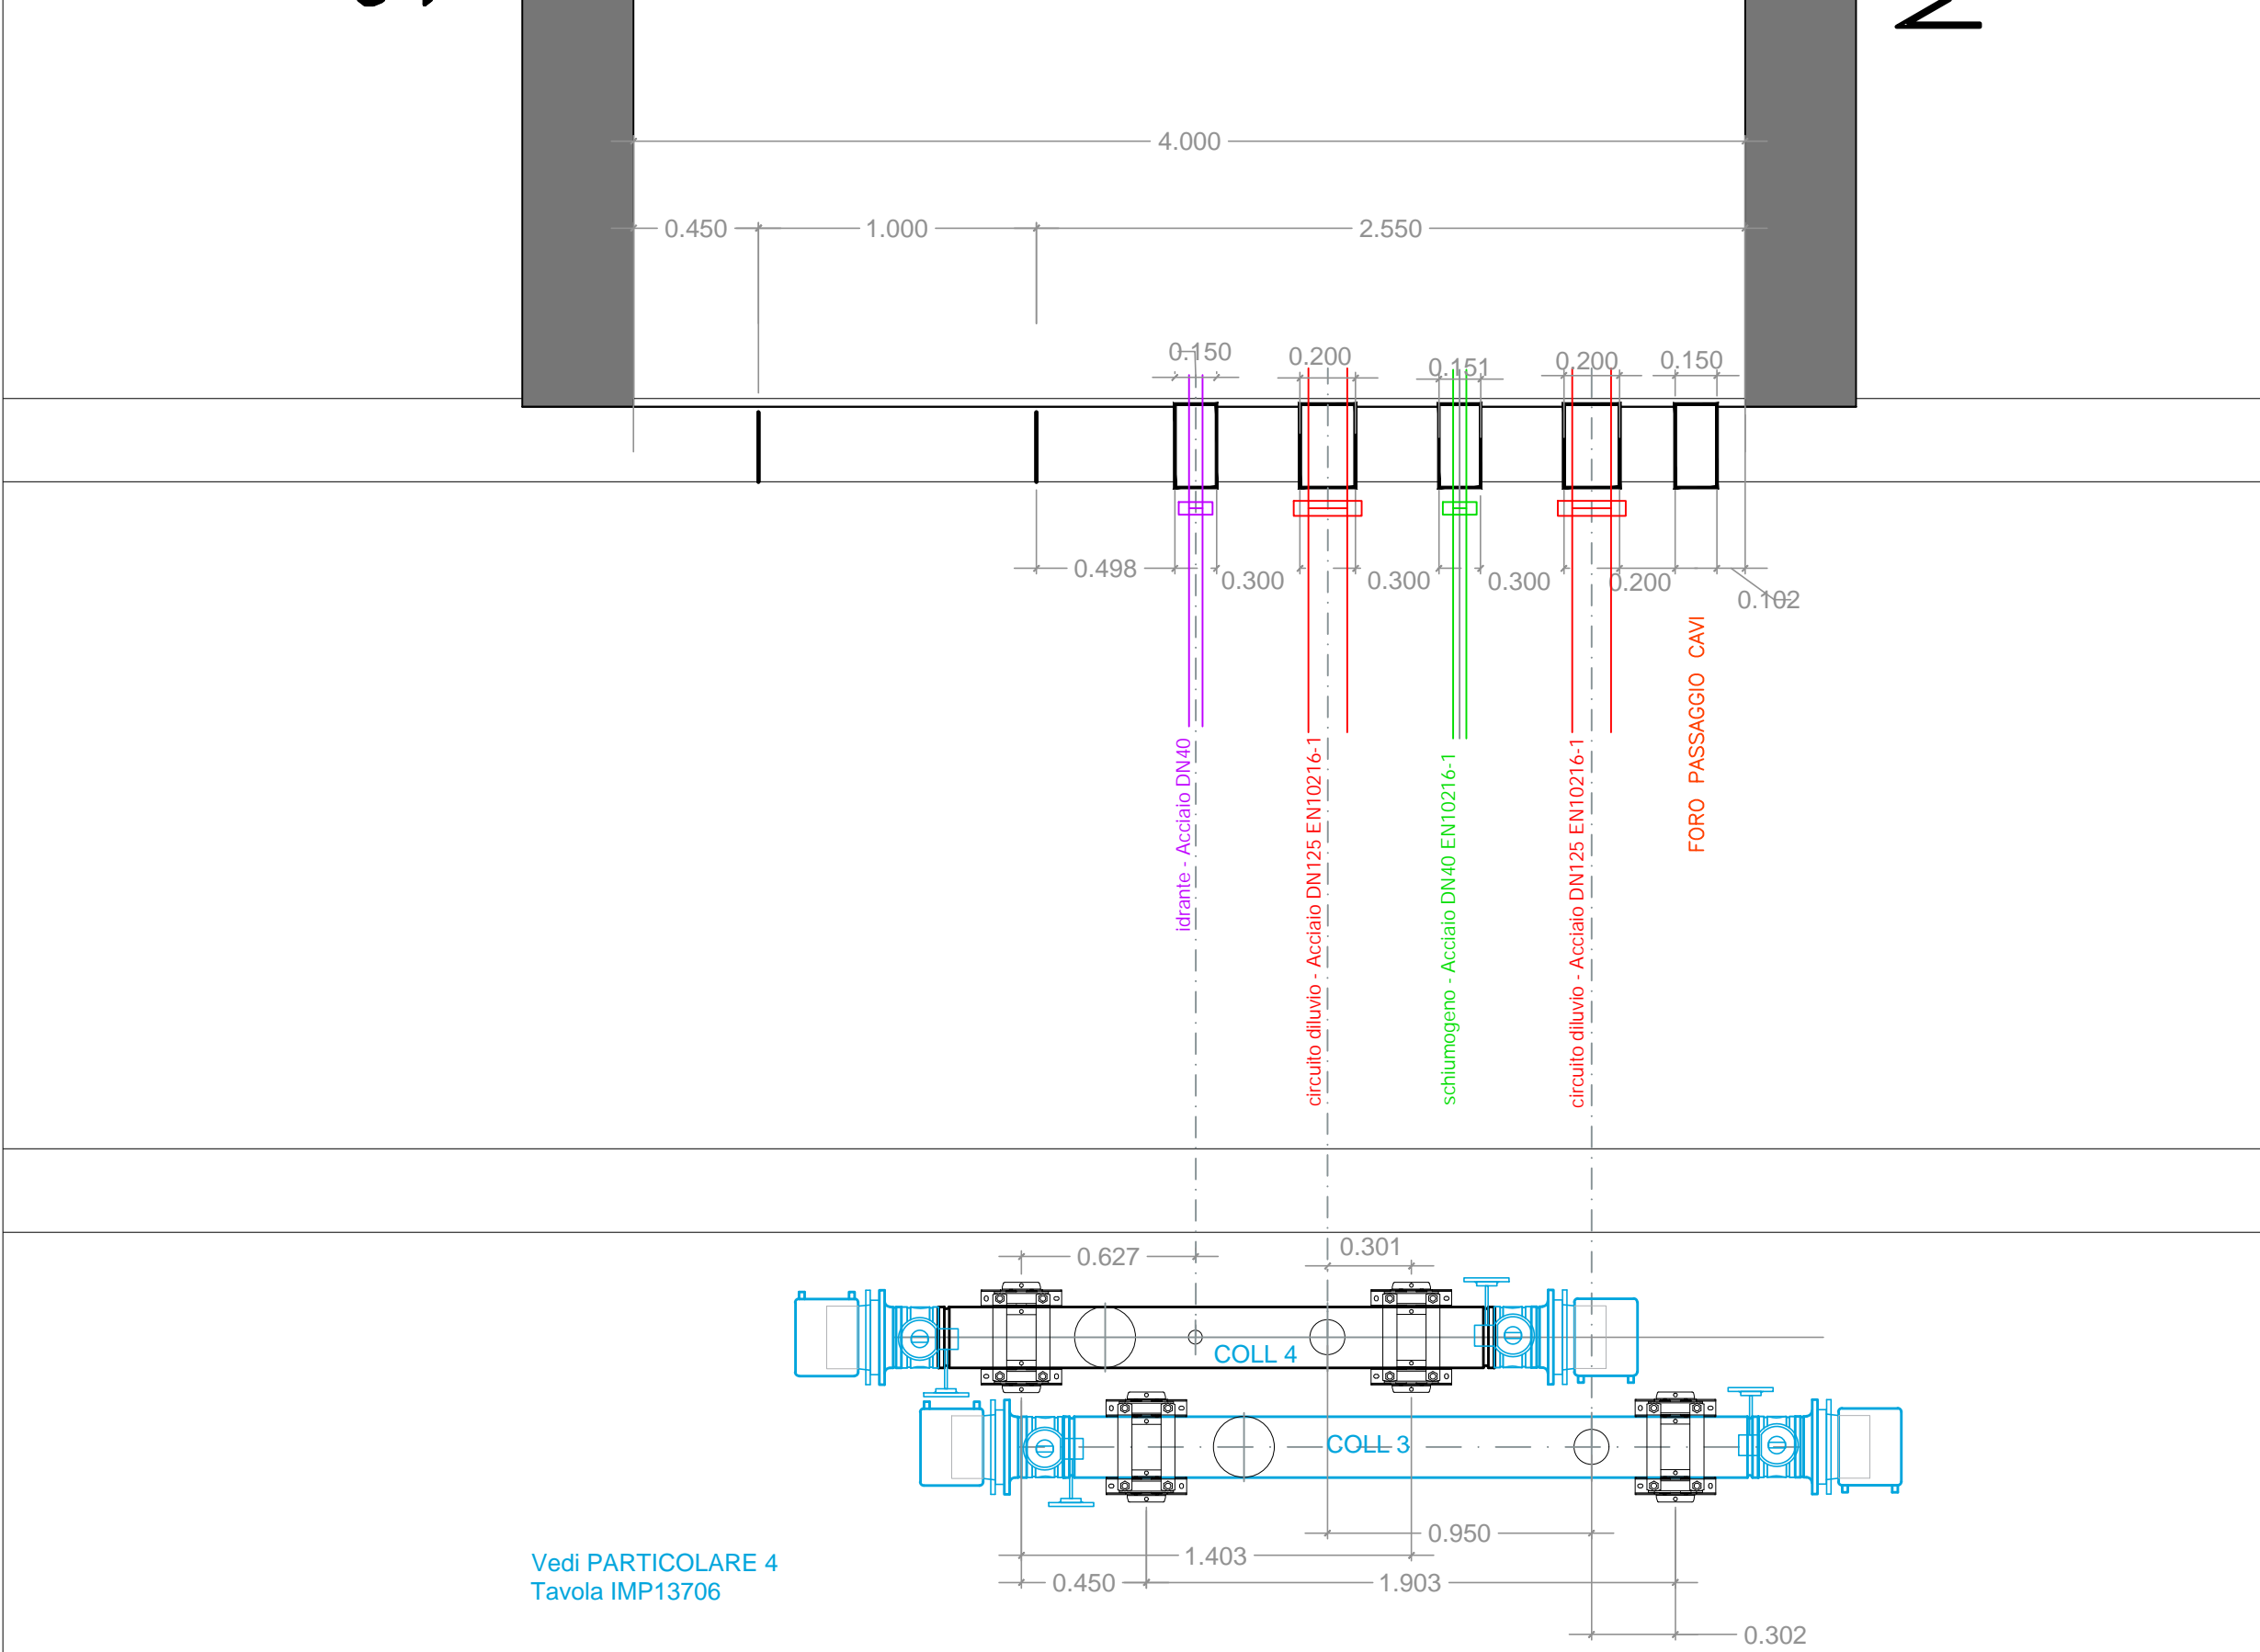 4.000
0.450
1.000
2.550
0.150
0.200
0.151
0.200
0.150
0.498
0.300
0.300
0.300
0.200
0.102
idrante - Acciaio DN40
circuito diluvio - Acciaio DN125 EN10216-1
schiumogeno - Acciaio DN40 EN10216-1
circuito diluvio - Acciaio DN125 EN10216-1
FORO PASSAGGIO CAVI
0.627
0.301
COLL 4
COLL 3
0.950
1.403
0.450
1.903
0.302
Vedi PARTICOLARE 4
Tavola IMP13706